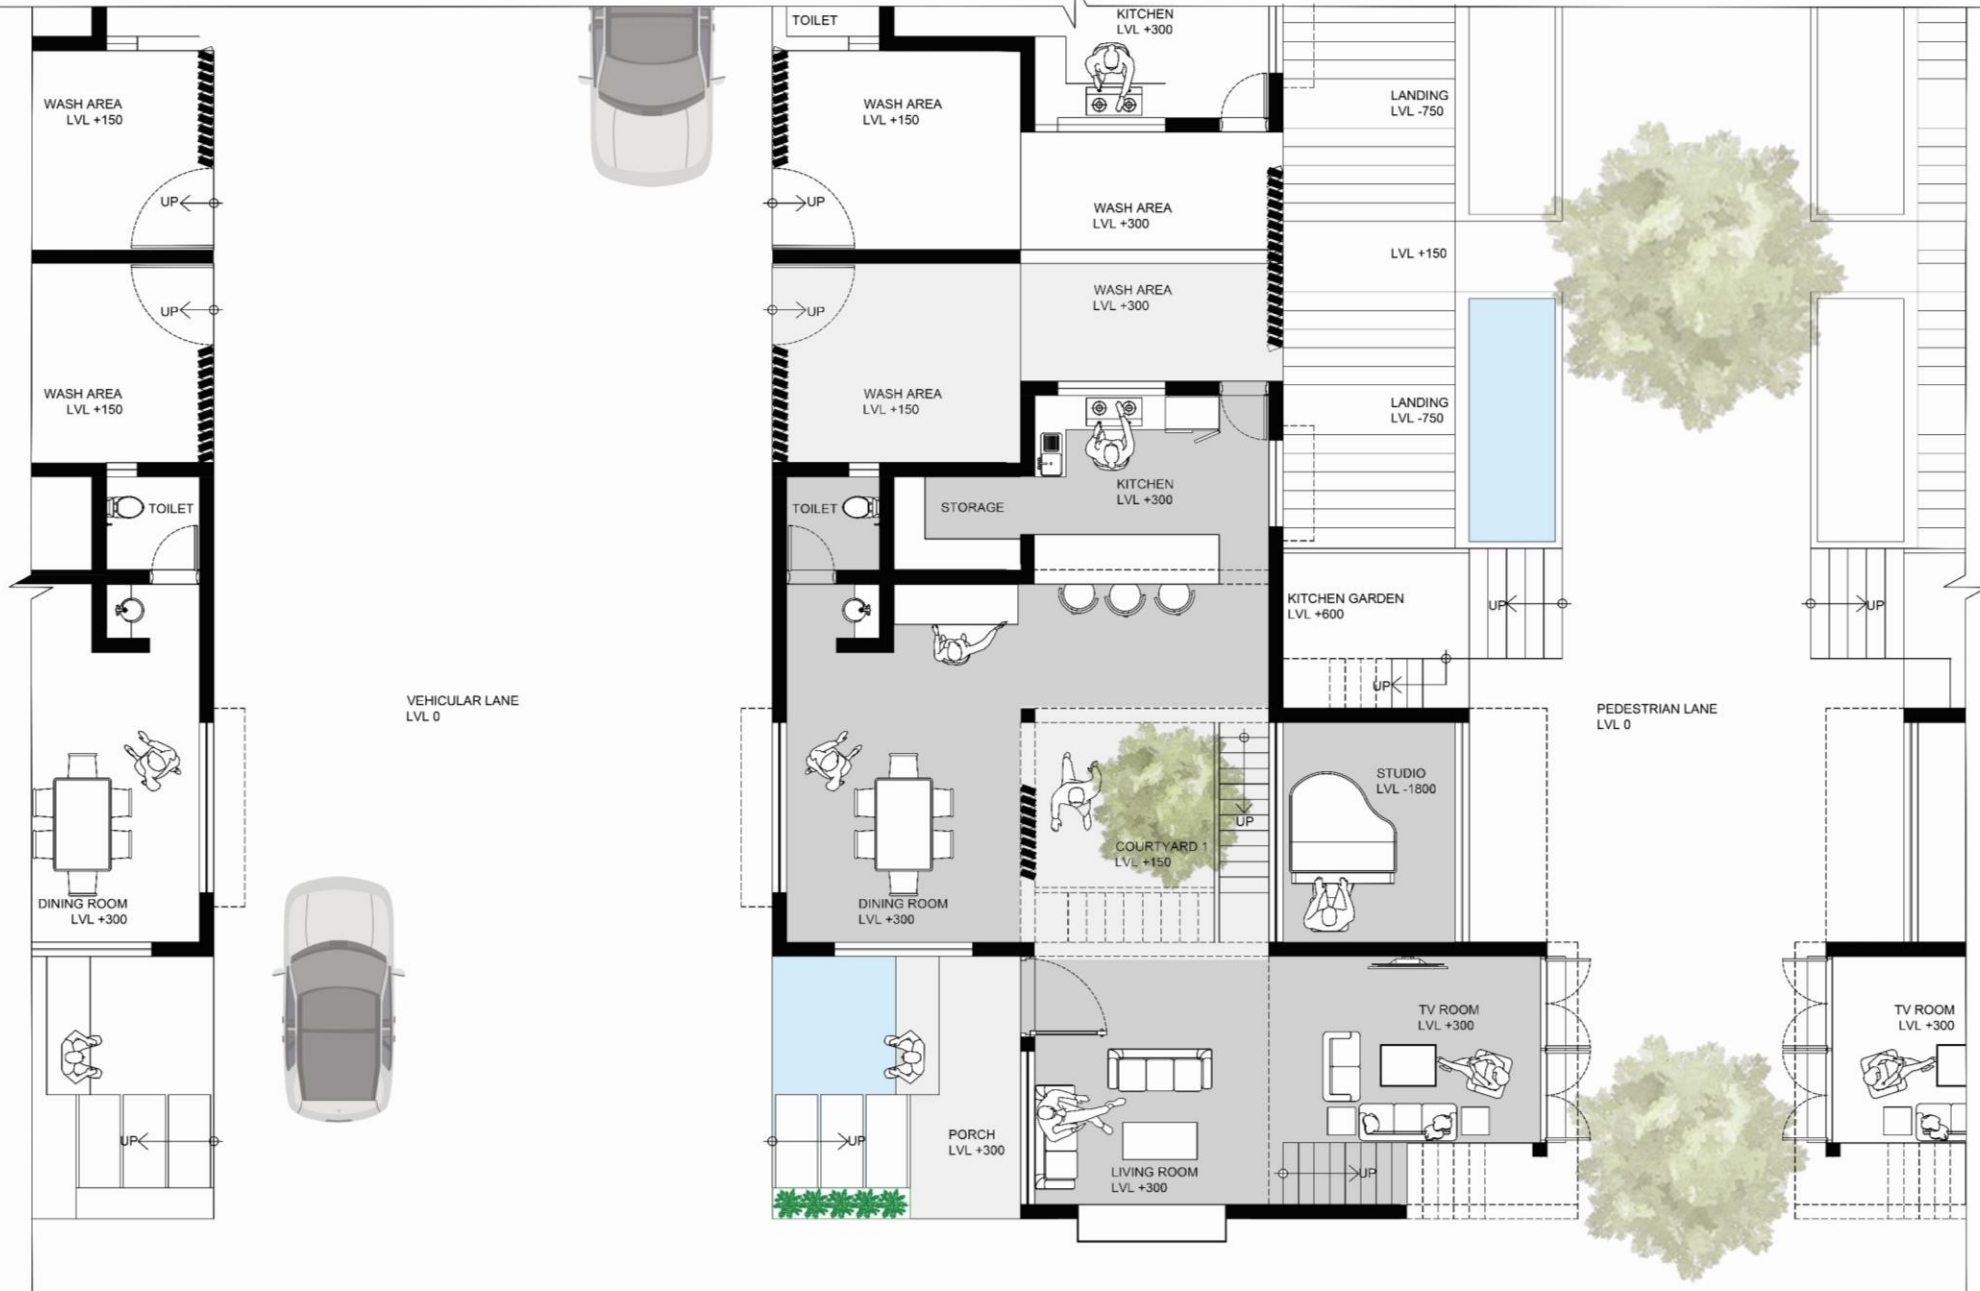 TOILET
KITCHEN
LVL +300
WASH AREA
LVL +150
WASH AREA
LVL +150
LANDING
LVL -750
UP
UP
WASH AREA
LVL +300
LVL +150
UP
UP
WASH AREA
LVL +300
WASH AREA
LVL +150
WASH AREA
LVL +150
LANDING
LVL -750
TOILET
TOILET
STORAGE
KITCHEN
LVL +300
KITCHEN GARDEN
LVL +600
UP
UP
UP
VEHICULAR LANE
LVL 0
PEDESTRIAN LANE
LVL 0
STUDIO
LVL -1800
UP
COURTYARD 1
LVL +150
DINING ROOM
LVL +300
DINING ROOM
LVL +300
TV ROOM
LVL +300
TV ROOM
LVL +300
UP
UP
PORCH
LVL +300
LIVING ROOM
LVL +300
UP